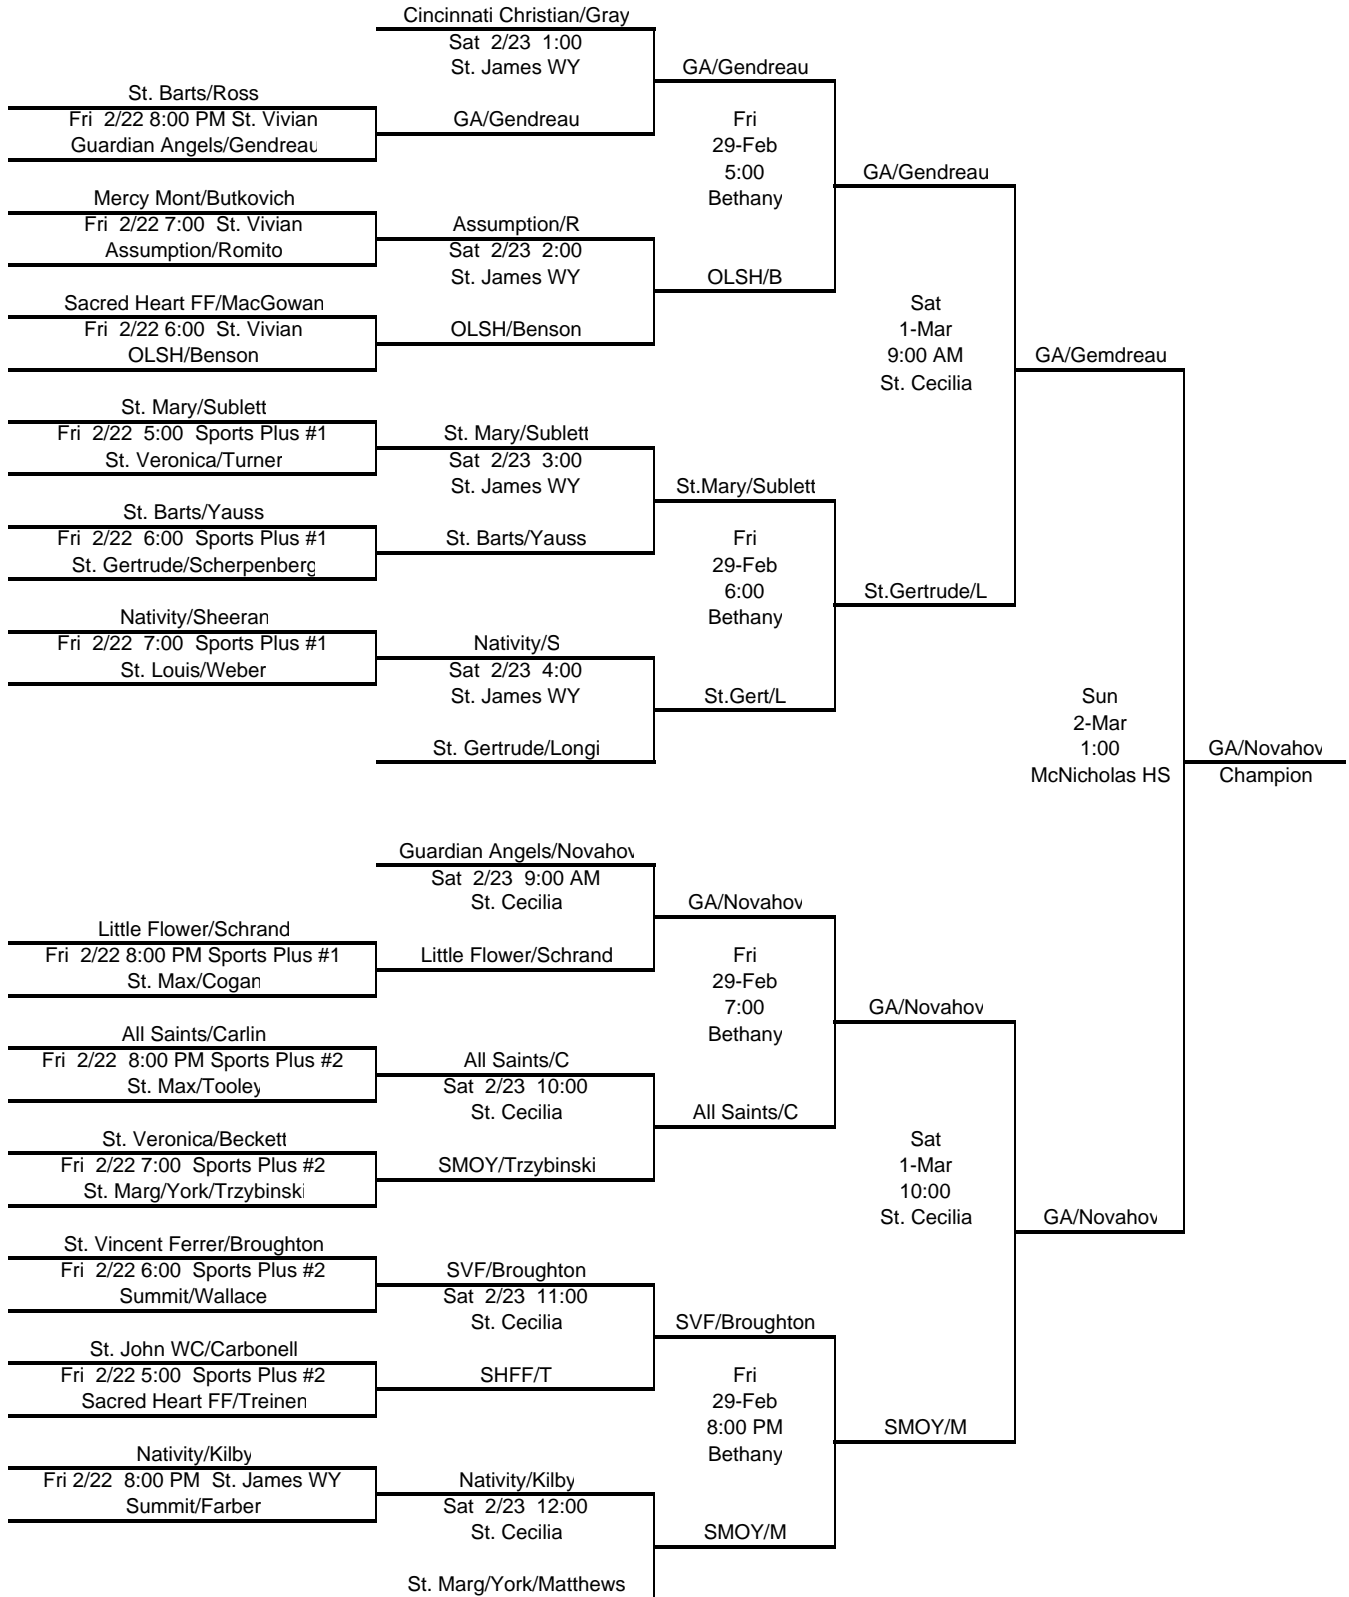 Cincinnati Christian/Gray
Sat 2/23 1:00
St. James WY
GA/Gendreau
St. Barts/Ross
Fri 2/22 8:00 PM St. Vivian
Guardian Angels/Gendreau
GA/Gendreau
Fri
29-Feb
5:00
Bethany
GA/Gendreau
Mercy Mont/Butkovich
Fri 2/22 7:00 St. Vivian
Assumption/Romito
Assumption/R
Sat 2/23 2:00
St. James WY
OLSH/B
Sacred Heart FF/MacGowan
Fri 2/22 6:00 St. Vivian
OLSH/Benson
OLSH/Benson
Sat
1-Mar
9:00 AM
St. Cecilia
GA/Gemdreau
St. Mary/Sublett
Fri 2/22 5:00 Sports Plus #1
St. Veronica/Turner
St. Mary/Sublett
Sat 2/23 3:00
St. James WY
St.Mary/Sublett
St. Barts/Yauss
Fri 2/22 6:00 Sports Plus #1
St. Gertrude/Scherpenberg
St. Barts/Yauss
Fri
29-Feb
6:00
Bethany
St.Gertrude/L
Nativity/Sheeran
Fri 2/22 7:00 Sports Plus #1
St. Louis/Weber
Nativity/S
Sat 2/23 4:00
St. James WY
St.Gert/L
St. Gertrude/Longi
Sun
2-Mar
1:00
McNicholas HS
GA/Novahov
Champion
Guardian Angels/Novahov
Sat 2/23 9:00 AM
St. Cecilia
GA/Novahov
Little Flower/Schrand
Fri 2/22 8:00 PM Sports Plus #1
St. Max/Cogan
Little Flower/Schrand
Fri
29-Feb
7:00
Bethany
GA/Novahov
All Saints/Carlin
Fri 2/22 8:00 PM Sports Plus #2
St. Max/Tooley
All Saints/C
Sat 2/23 10:00
St. Cecilia
All Saints/C
St. Veronica/Beckett
Fri 2/22 7:00 Sports Plus #2
St. Marg/York/Trzybinski
SMOY/Trzybinski
Sat
1-Mar
10:00
St. Cecilia
GA/Novahov
St. Vincent Ferrer/Broughton
Fri 2/22 6:00 Sports Plus #2
Summit/Wallace
SVF/Broughton
Sat 2/23 11:00
St. Cecilia
SVF/Broughton
St. John WC/Carbonell
Fri 2/22 5:00 Sports Plus #2
Sacred Heart FF/Treinen
SHFF/T
Fri
29-Feb
8:00 PM
Bethany
SMOY/M
Nativity/Kilby
Fri 2/22 8:00 PM St. James WY
Summit/Farber
Nativity/Kilby
Sat 2/23 12:00
St. Cecilia
SMOY/M
St. Marg/York/Matthews